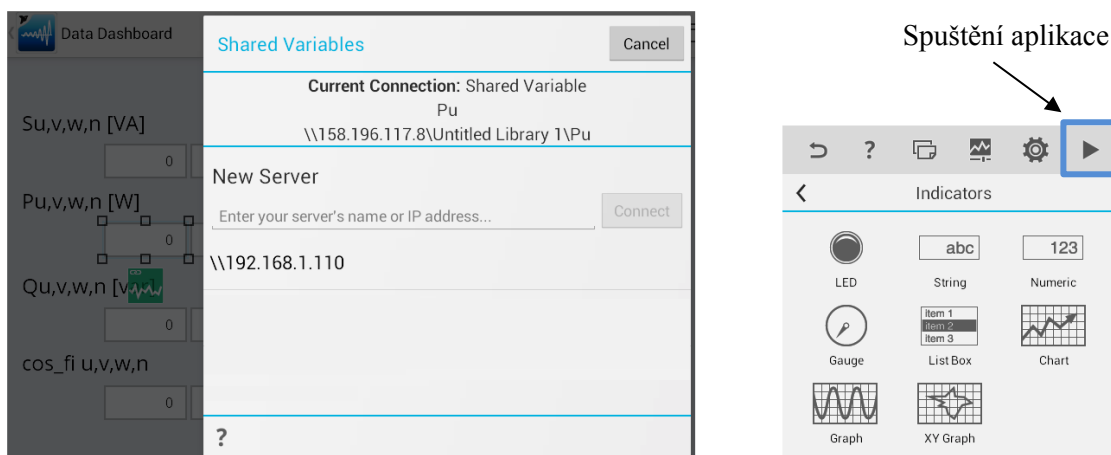 Data Dashboard
Su,v,w,n [VA]
0
Pu,v,w,n [W]
0
Qu,v,w,n [var]
0
cos_fi u,v,w,n
0
Shared Variables
Cancel
Current Connection: Shared Variable
Pu
\\158.196.117.8\Untitled Library 1\Pu
New Server
Enter your server's name or IP address...
Connect
\\192.168.1.110
?
Spuštění aplikace
?
Indicators
abc
123
LED
String
Numeric
item 1
item 2
item 3
Gauge
List Box
Chart
Graph
XY Graph